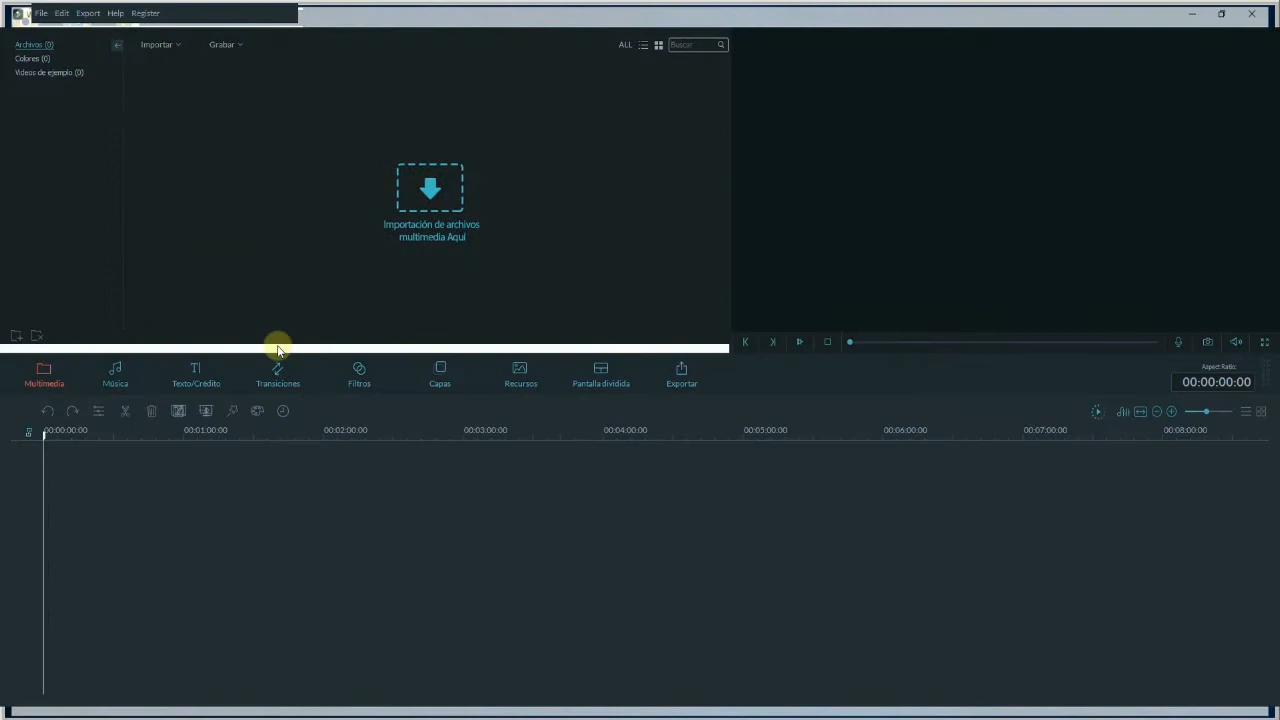 File Edit Export Help Register
Archivos (0)
Importar
Grabar
ALL
Buscar
Colores (0)
Videos de ejemplo (0)
Importación de archivos
multimedia Aquí
Multimedia
Música
Texto/Crédito
Transiciones
Filtros
Capas
Recursos
Pantalla dividida
Exportar
Aspect Ratio:
00:00:00:00
00:00:00:00
00:01:00:00
00:02:00:00
00:03:00:00
00:04:00:00
00:05:00:00
00:06:00:00
00:07:00:00
00:08:00:00